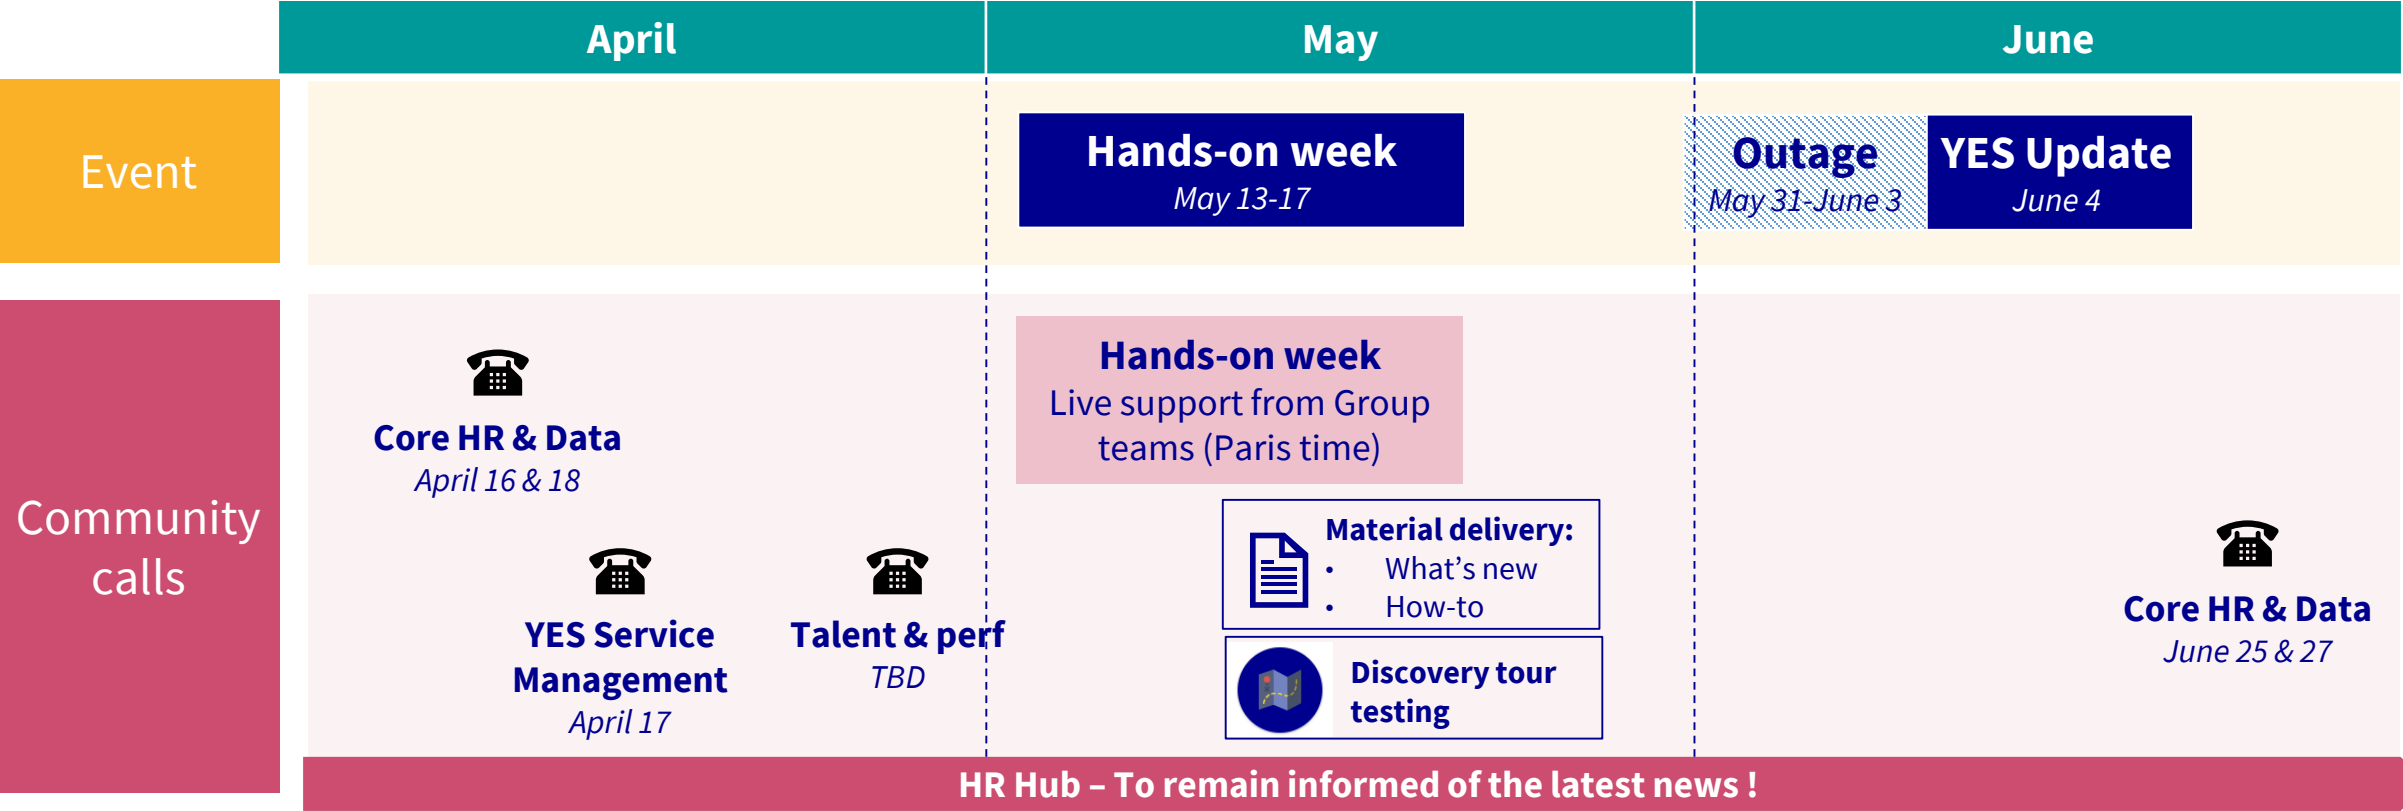 April
May
June
Event
Hands-on week
May 13-17
Outage
May 31-June 3
YES Update
June 4
Community
calls
Core HR & Data
April 16 & 18
YES Service
Management
April 17
Talent & perf
TBD
Hands-on week
Live support from Group
teams (Paris time)
Material delivery:
• What’s new
• How-to
Discovery tour
testing
Core HR & Data
June 25 & 27
HR Hub – To remain informed of the latest news !